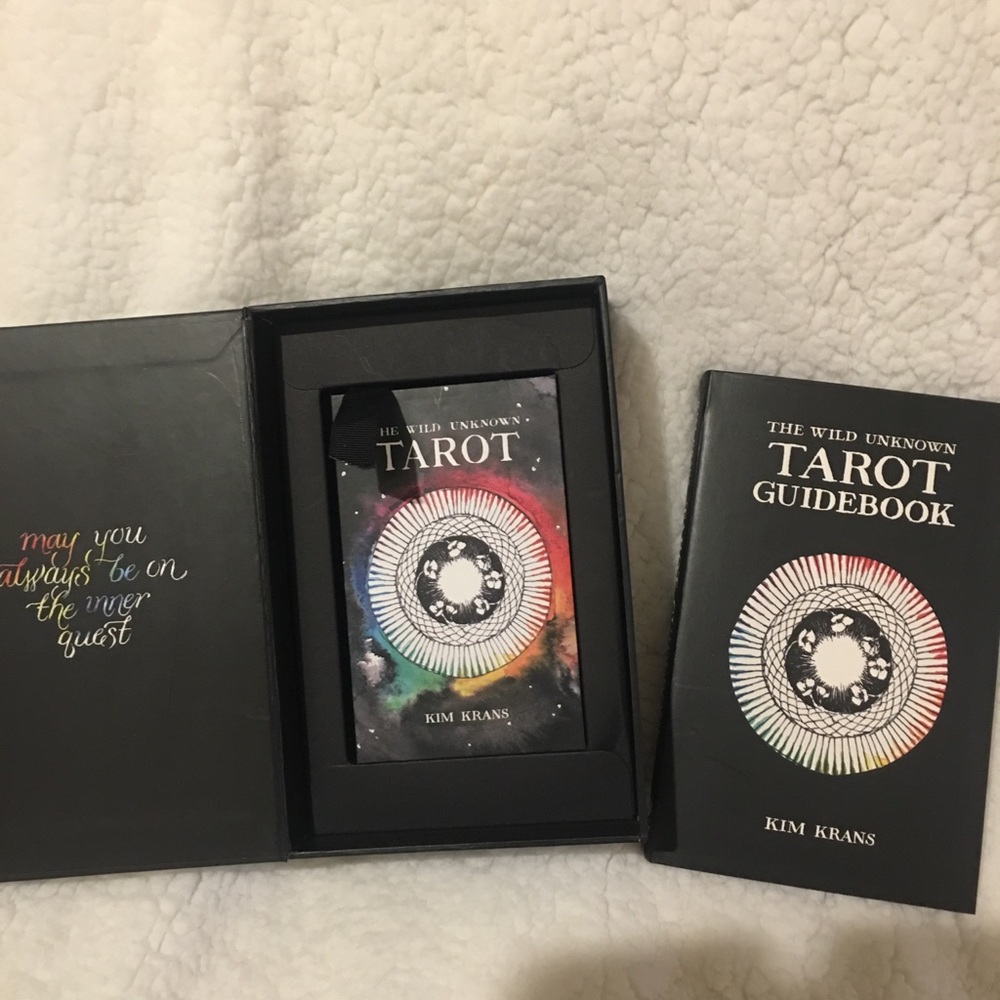 may you
always be on
the inner
quest
HE WILD UNKNOWN
TAROT
KIM KRANS
THE WILD UNKNOWN
TAROT
GUIDEBOOK
KIM KRANS